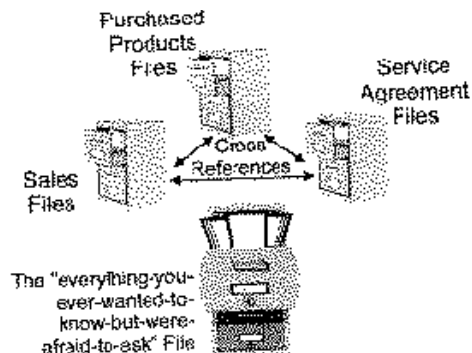 Purchased
Products
Files
Service
Agreement
Files
Cross
References
Sales
Files
The "everything-you-
ever-wanted-to-
know-but-were-
afraid-to-ask" File